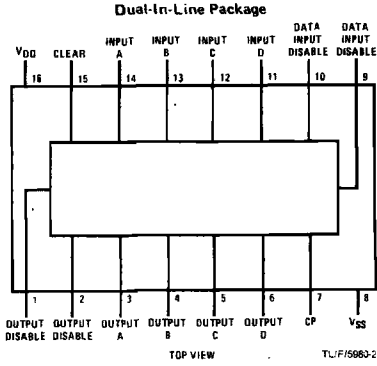 Dual-In-Line Package
VDD CLEAR INPUT A INPUT B INPUT C INPUT D DATA INPUT DISABLE DATA INPUT DISABLE
16 15 14 13 12 11 10 9
1 2 3 4 5 6 7 8
OUTPUT DISABLE OUTPUT DISABLE OUTPUT A OUTPUT B OUTPUT C OUTPUT D CP VSS
TOP VIEW
TL/F/5960-2